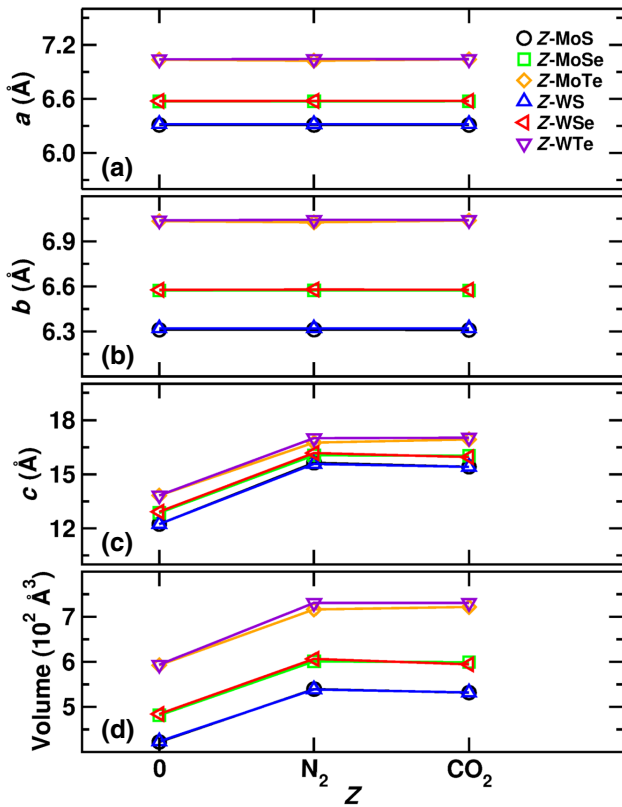 7.2
6.6
6.0
a (Å)
(a)
Z-MoS
Z-MoSe
Z-MoTe
Z-WS
Z-WSe
Z-WTe
6.9
6.6
6.3
b (Å)
(b)
18
15
12
c (Å)
(c)
7
6
5
Volume (10² Å³)
(d)
0
N₂
CO₂
Z